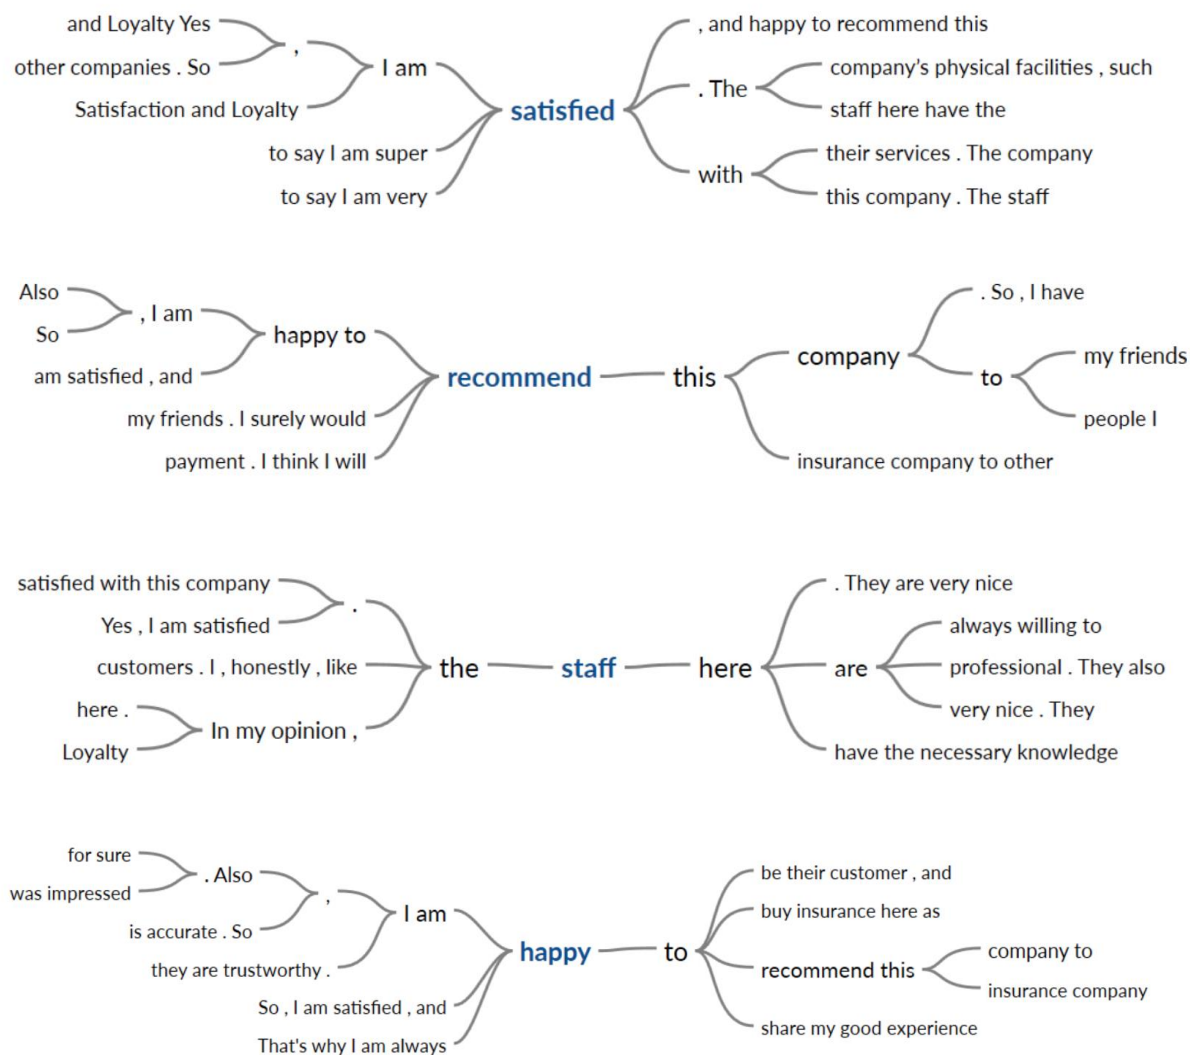 and Loyalty Yes
other companies . So
,
Satisfaction and Loyalty
I am
to say I am super
to say I am very
satisfied
, and happy to recommend this
. The
company's physical facilities , such
staff here have the
with
their services . The company
this company . The staff
Also
So
, I am
am satisfied , and
happy to
my friends . I surely would
payment . I think I will
recommend
this
company
. So , I have
to
my friends
people I
insurance company to other
satisfied with this company
Yes , I am satisfied
.
customers . I , honestly , like
here .
Loyalty
In my opinion ,
the
staff
here
. They are very nice
are
always willing to
professional . They also
very nice . They
have the necessary knowledge
for sure
was impressed
. Also
is accurate . So
,
they are trustworthy .
I am
So , I am satisfied , and
That's why I am always
happy
to
be their customer , and
buy insurance here as
recommend this
company to
insurance company
share my good experience